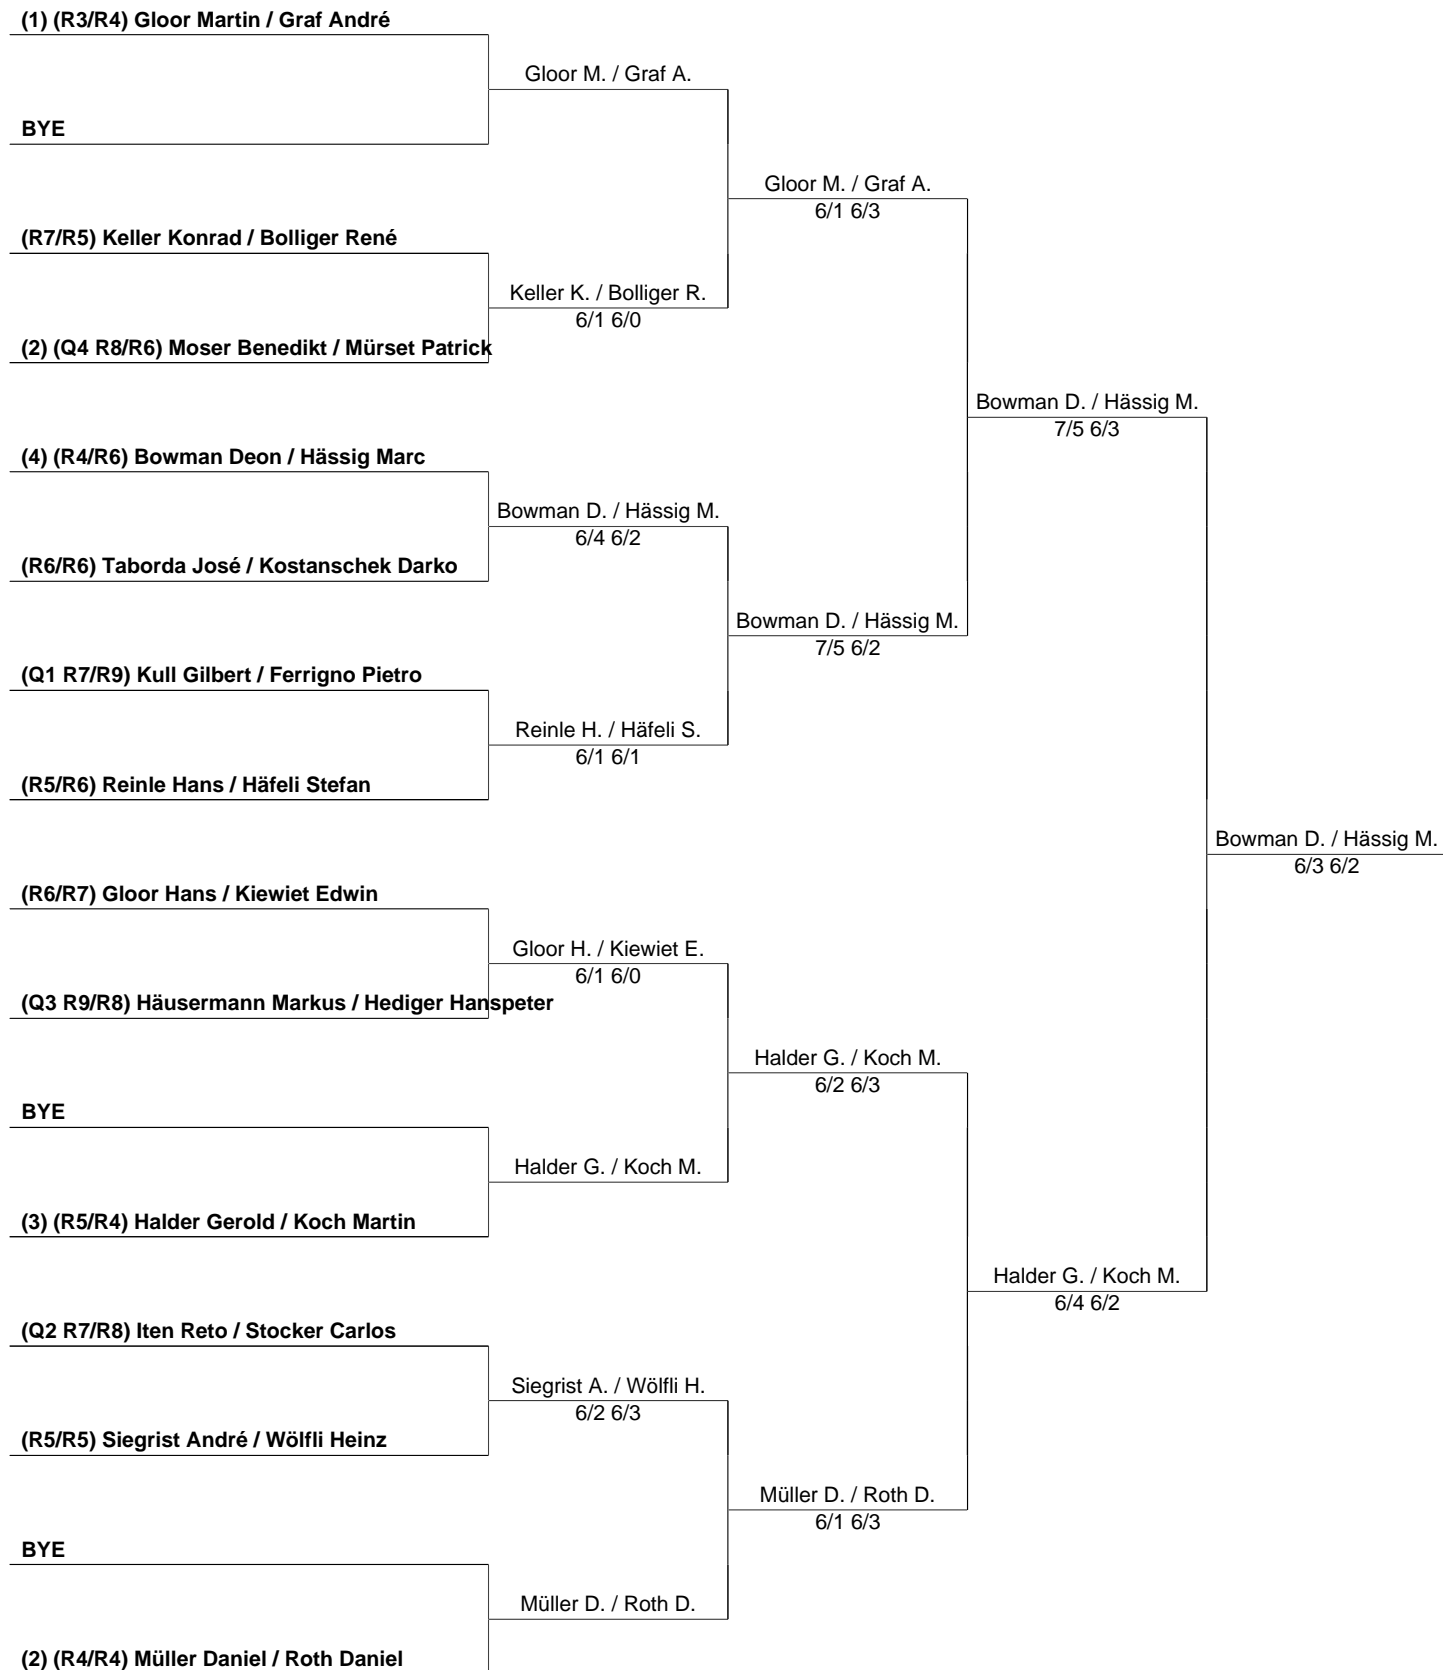 (1) (R3/R4) Gloor Martin / Graf André
Gloor M. / Graf A.
BYE
Gloor M. / Graf A.
6/1 6/3
(R7/R5) Keller Konrad / Bolliger René
Keller K. / Bolliger R.
6/1 6/0
(2) (Q4 R8/R6) Moser Benedikt / Mürset Patrick
Bowman D. / Hässig M.
7/5 6/3
(4) (R4/R6) Bowman Deon / Hässig Marc
Bowman D. / Hässig M.
6/4 6/2
(R6/R6) Taborda José / Kostanschek Darko
Bowman D. / Hässig M.
7/5 6/2
(Q1 R7/R9) Kull Gilbert / Ferrigno Pietro
Reinle H. / Häfeli S.
6/1 6/1
(R5/R6) Reinle Hans / Häfeli Stefan
Bowman D. / Hässig M.
6/3 6/2
(R6/R7) Gloor Hans / Kiewiet Edwin
Gloor H. / Kiewiet E.
6/1 6/0
(Q3 R9/R8) Häusermann Markus / Hediger Hanspeter
Halder G. / Koch M.
6/2 6/3
BYE
Halder G. / Koch M.
(3) (R5/R4) Halder Gerold / Koch Martin
Halder G. / Koch M.
6/4 6/2
(Q2 R7/R8) Iten Reto / Stocker Carlos
Siegrist A. / Wölfli H.
6/2 6/3
(R5/R5) Siegrist André / Wölfli Heinz
Müller D. / Roth D.
6/1 6/3
BYE
Müller D. / Roth D.
(2) (R4/R4) Müller Daniel / Roth Daniel